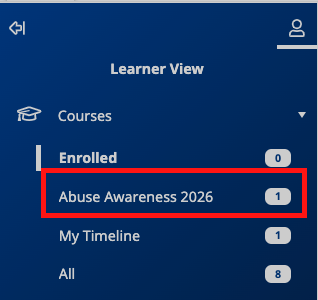 Learner View
Courses
Enrolled 0
Abuse Awareness 2026 1
My Timeline 1
All 8